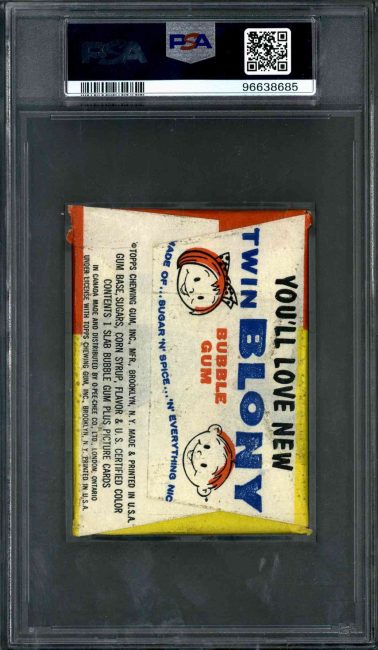 PSA
PSA
96638685
YOU'LL LOVE NEW
TWIN BLONY
BUBBLE
GUM
MADE OF... SUGAR 'N' SPICE... 'N' EVERYTHING NIC
©TOPPS CHEWING GUM, INC., MFR., BROOKLYN, N. Y. MADE & PRINTED IN U.S.A.
GUM BASE, SUGARS, CORN SYRUP, FLAVOR & U. S. CERTIFIED COLOR
CONTENTS 1 SLAB BUBBLE GUM PLUS PICTURE CARDS
IN CANADA MADE AND DISTRIBUTED BY O-PEE-CHEE CO., LTD., LONDON, ONTARIO
UNDER LICENSE WITH TOPPS CHEWING GUM, INC., BROOKLYN, N. Y. PRINTED IN U.S.A.